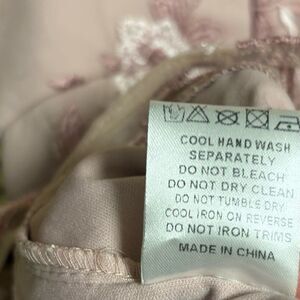 COOL HAND WASH
SEPARATELY
DO NOT BLEACH
DO NOT DRY CLEAN
DO NOT TUMBLE DRY
COOL IRON ON REVERSE
DO NOT IRON TRIMS
MADE IN CHINA